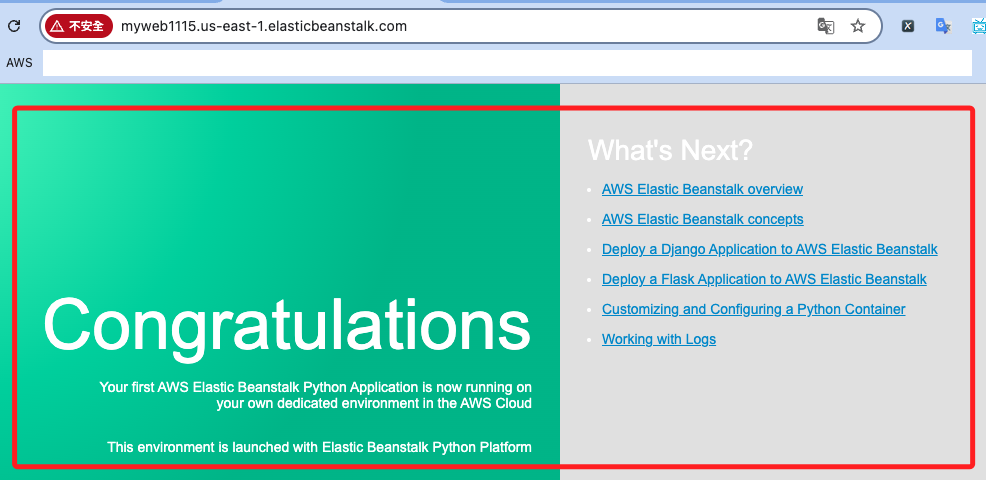 不安全
myweb1115.us-east-1.elasticbeanstalk.com
AWS
Congratulations
Your first AWS Elastic Beanstalk Python Application is now running on
your own dedicated environment in the AWS Cloud
This environment is launched with Elastic Beanstalk Python Platform
What's Next?
AWS Elastic Beanstalk overview
AWS Elastic Beanstalk concepts
Deploy a Django Application to AWS Elastic Beanstalk
Deploy a Flask Application to AWS Elastic Beanstalk
Customizing and Configuring a Python Container
Working with Logs